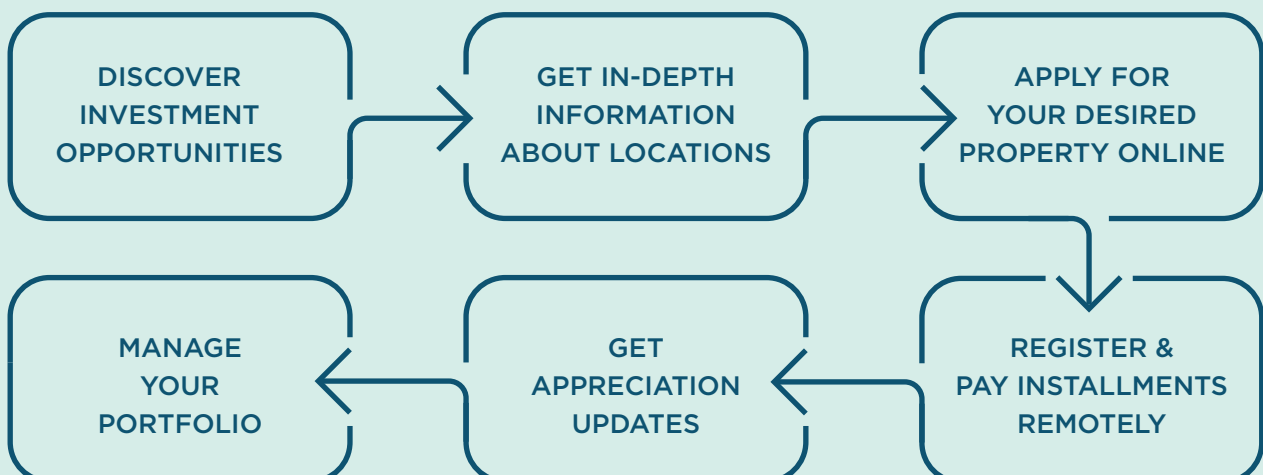 DISCOVER
INVESTMENT
OPPORTUNITIES
GET IN-DEPTH
INFORMATION
ABOUT LOCATIONS
APPLY FOR
YOUR DESIRED
PROPERTY ONLINE
REGISTER &
PAY INSTALLMENTS
REMOTELY
GET
APPRECIATION
UPDATES
MANAGE
YOUR
PORTFOLIO